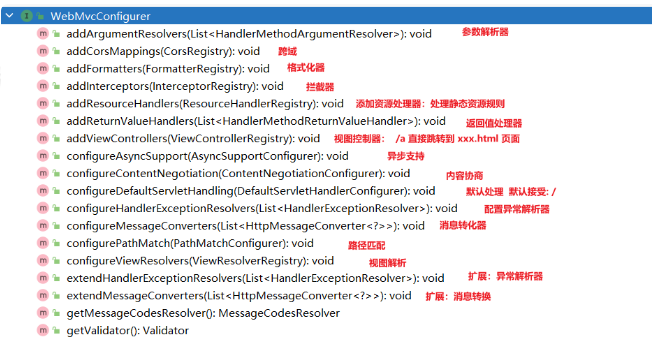 WebMvcConfigurer
addArgumentResolvers(List<HandlerMethodArgumentResolver>): void 参数解析器
addCorsMappings(CorsRegistry): void 跨域
addFormatters(FormatterRegistry): void 格式化器
addInterceptors(InterceptorRegistry): void 拦截器
addResourceHandlers(ResourceHandlerRegistry): void 添加资源处理器：处理静态资源规则
addReturnValueHandlers(List<HandlerMethodReturnValueHandler>): void 返回值处理器
addViewControllers(ViewControllerRegistry): void 视图控制器： /a 直接跳转到 xxx.html 页面
configureAsyncSupport(AsyncSupportConfigurer): void 异步支持
configureContentNegotiation(ContentNegotiationConfigurer): void 内容协商
configureDefaultServletHandling(DefaultServletHandlerConfigurer): void 默认处理 默认接受: /
configureHandlerExceptionResolvers(List<HandlerExceptionResolver>): void 配置异常解析器
configureMessageConverters(List<HttpMessageConverter<?>>): void 消息转化器
configurePathMatch(PathMatchConfigurer): void 路径匹配
configureViewResolvers(ViewResolverRegistry): void 视图解析
extendHandlerExceptionResolvers(List<HandlerExceptionResolver>): void 扩展：异常解析器
extendMessageConverters(List<HttpMessageConverter<?>>): void 扩展：消息转换
getMessageCodesResolver(): MessageCodesResolver
getValidator(): Validator